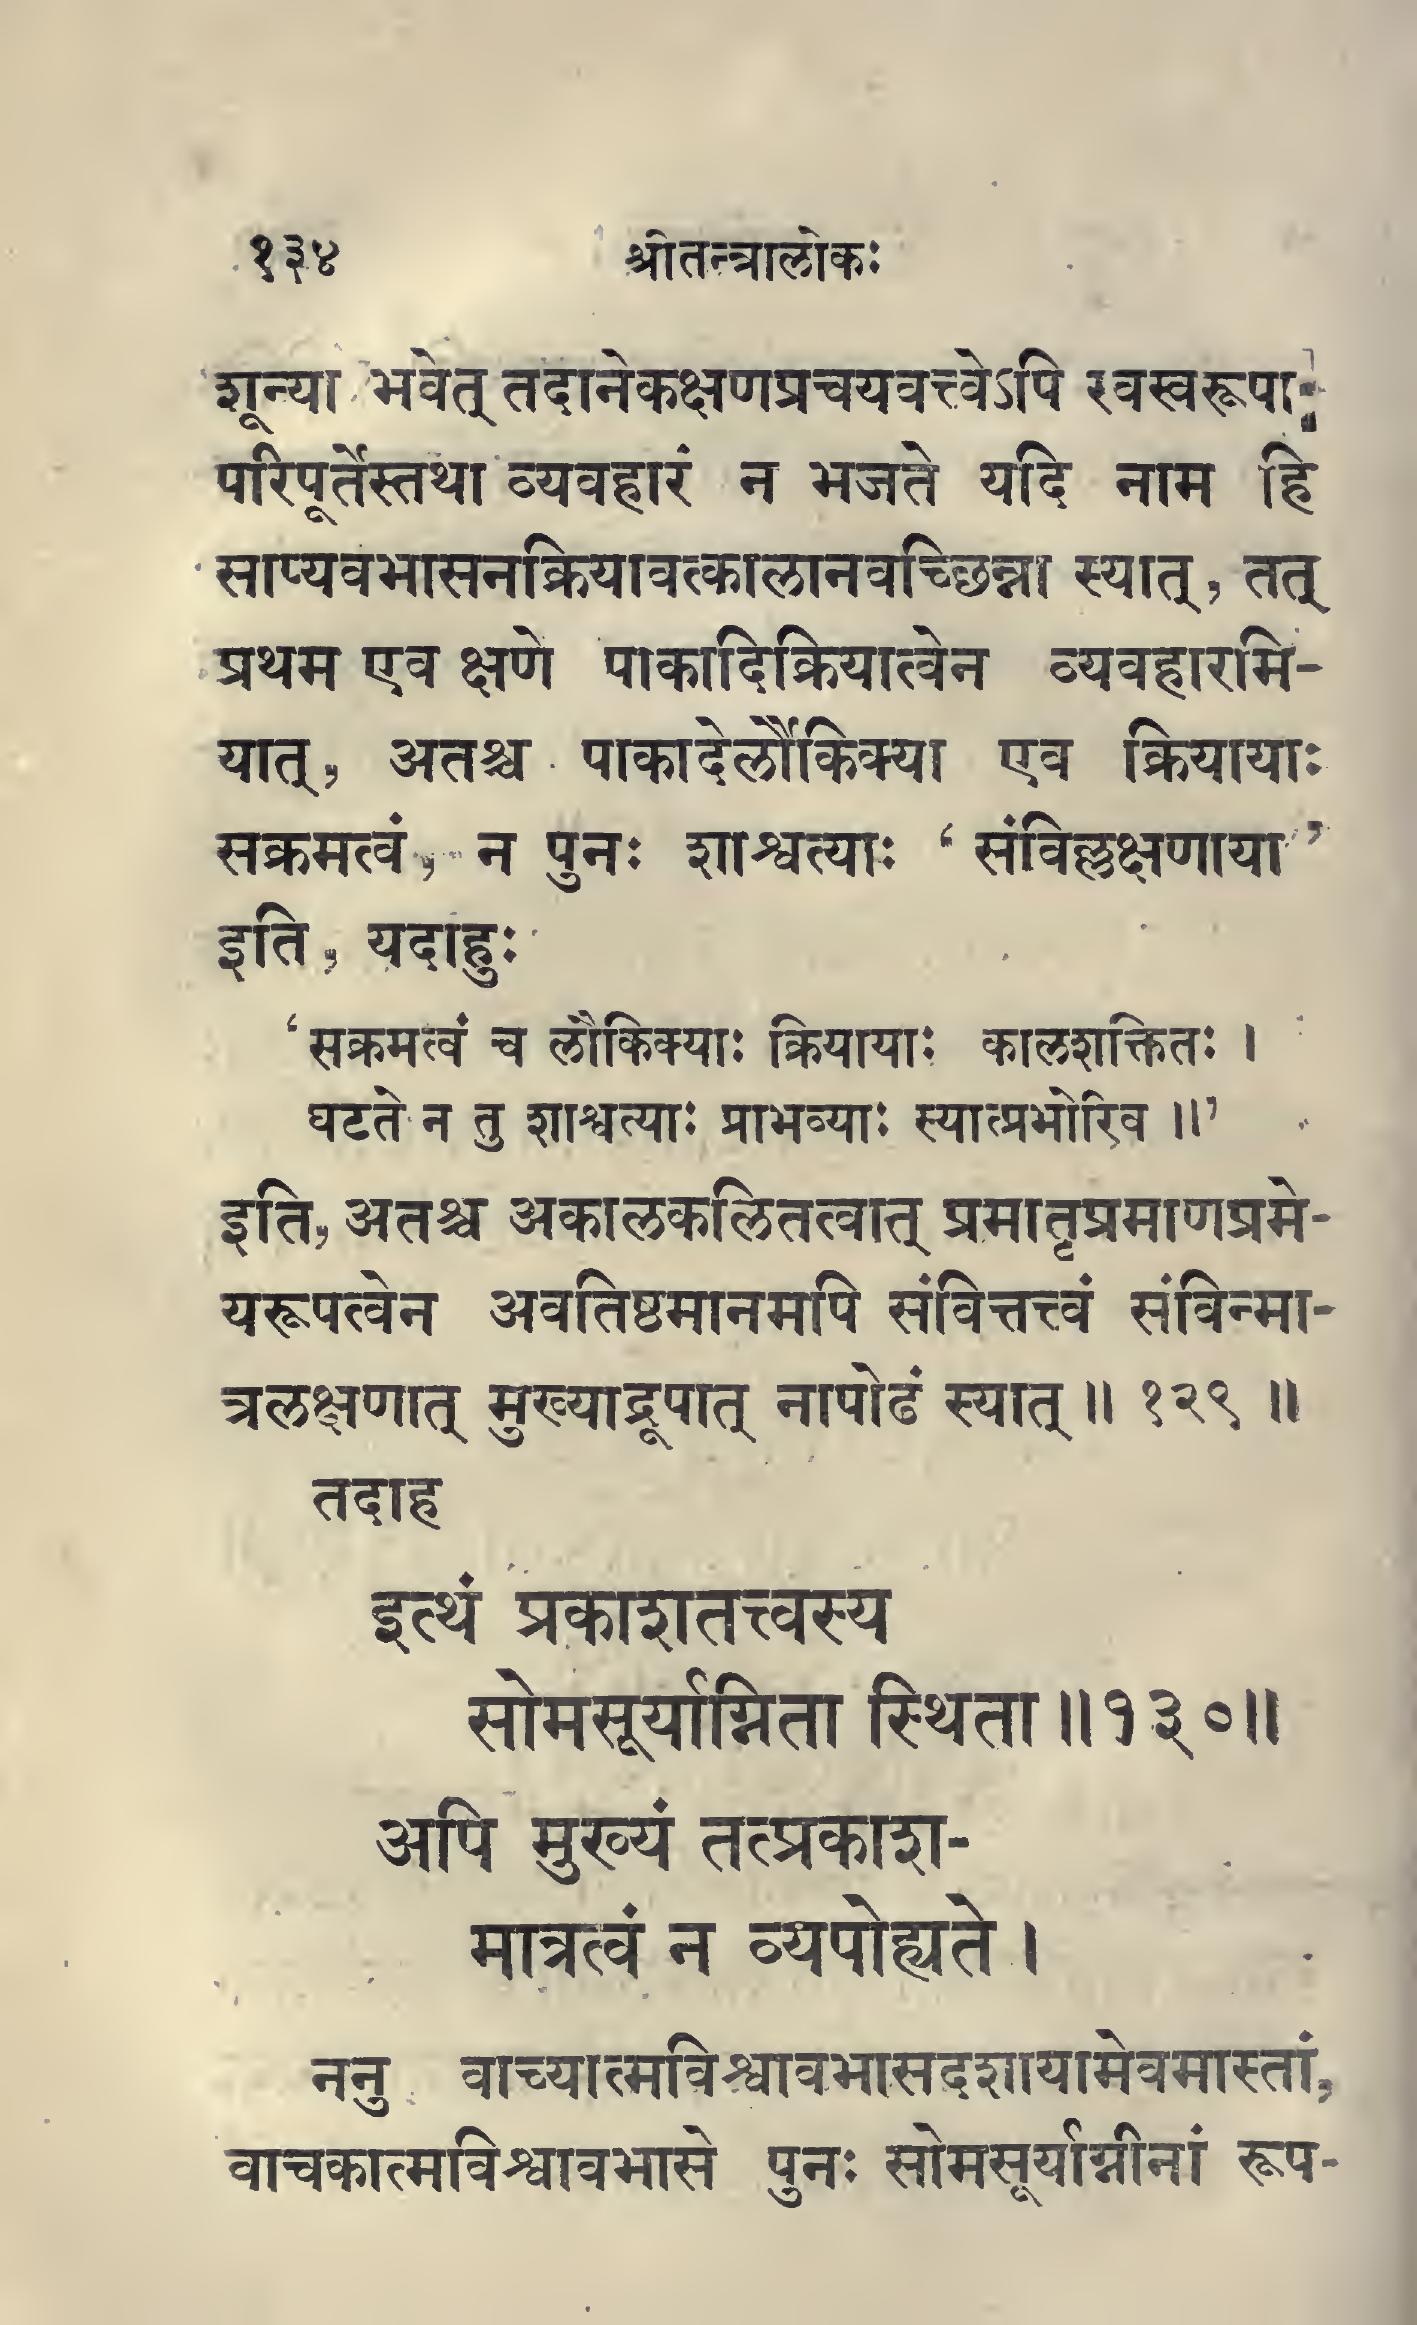 १३४ श्रीतन्त्रालोकः
शून्या भवेत् तदानेकक्षणप्रचयवत्त्वेऽपि स्वस्वरूपा-
परिपूर्तेस्तथा व्यवहारं न भजते यदि नाम हि
साप्यवभासनक्रियावत्कालानवच्छिन्ना स्यात्, तत्
प्रथम एव क्षणे पाकादिक्रियात्वेन व्यवहारमि-
यात्, अतश्च पाकादेर्लौकिक्या एव क्रियायाः
सक्रमत्वं, न पुनः शाश्वत्याः ‘संविल्लक्षणाया’
इति, यदाहुः
‘सक्रमत्वं च लौकिक्याः क्रियायाः कालशक्तितः ।
घटते न तु शाश्वत्याः प्राभव्याः स्यात्प्रभोरिव ॥’
इति, अतश्च अकालकलितत्वात् प्रमातृप्रमाणप्रमे-
यरूपत्वेन अवतिष्ठमानमपि संवित्तत्त्वं संविन्मा-
त्रलक्षणात् मुख्याद्रूपात् नापोढं स्यात् ॥ १२९ ॥
तदाह
इत्थं प्रकाशतत्त्वस्य
सोमसूर्याग्निता स्थिता ॥१३०॥
अपि मुख्यं तत्प्रकाश-
मात्रत्वं न व्यपोह्यते ।
ननु वाच्यात्मविश्वावभासदशायामेवमास्तां,
वाचकात्मविश्वावभासे पुनः सोमसूर्याग्नीनां रूप-